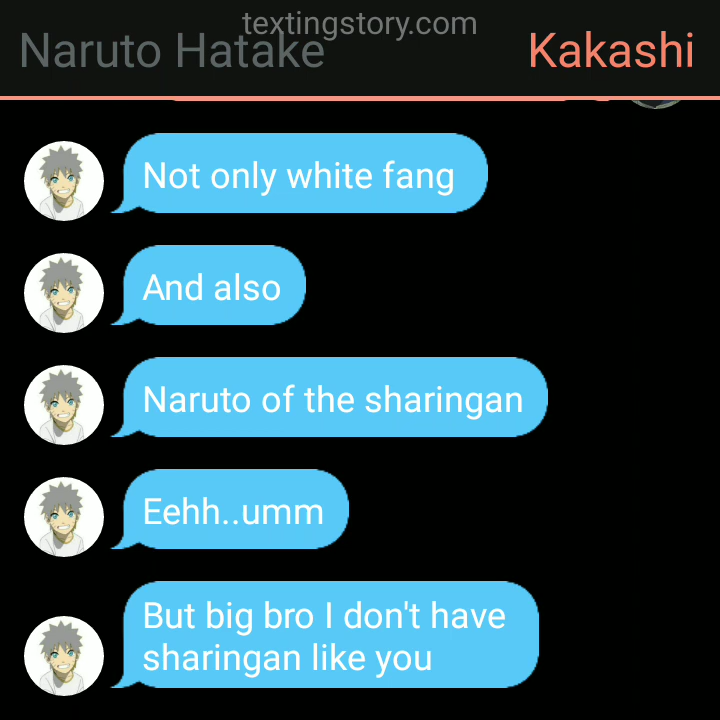 textingstory.com
Naruto Hatake
Kakashi
Not only white fang
And also
Naruto of the sharingan
Eehh..umm
But big bro I don't have
sharingan like you